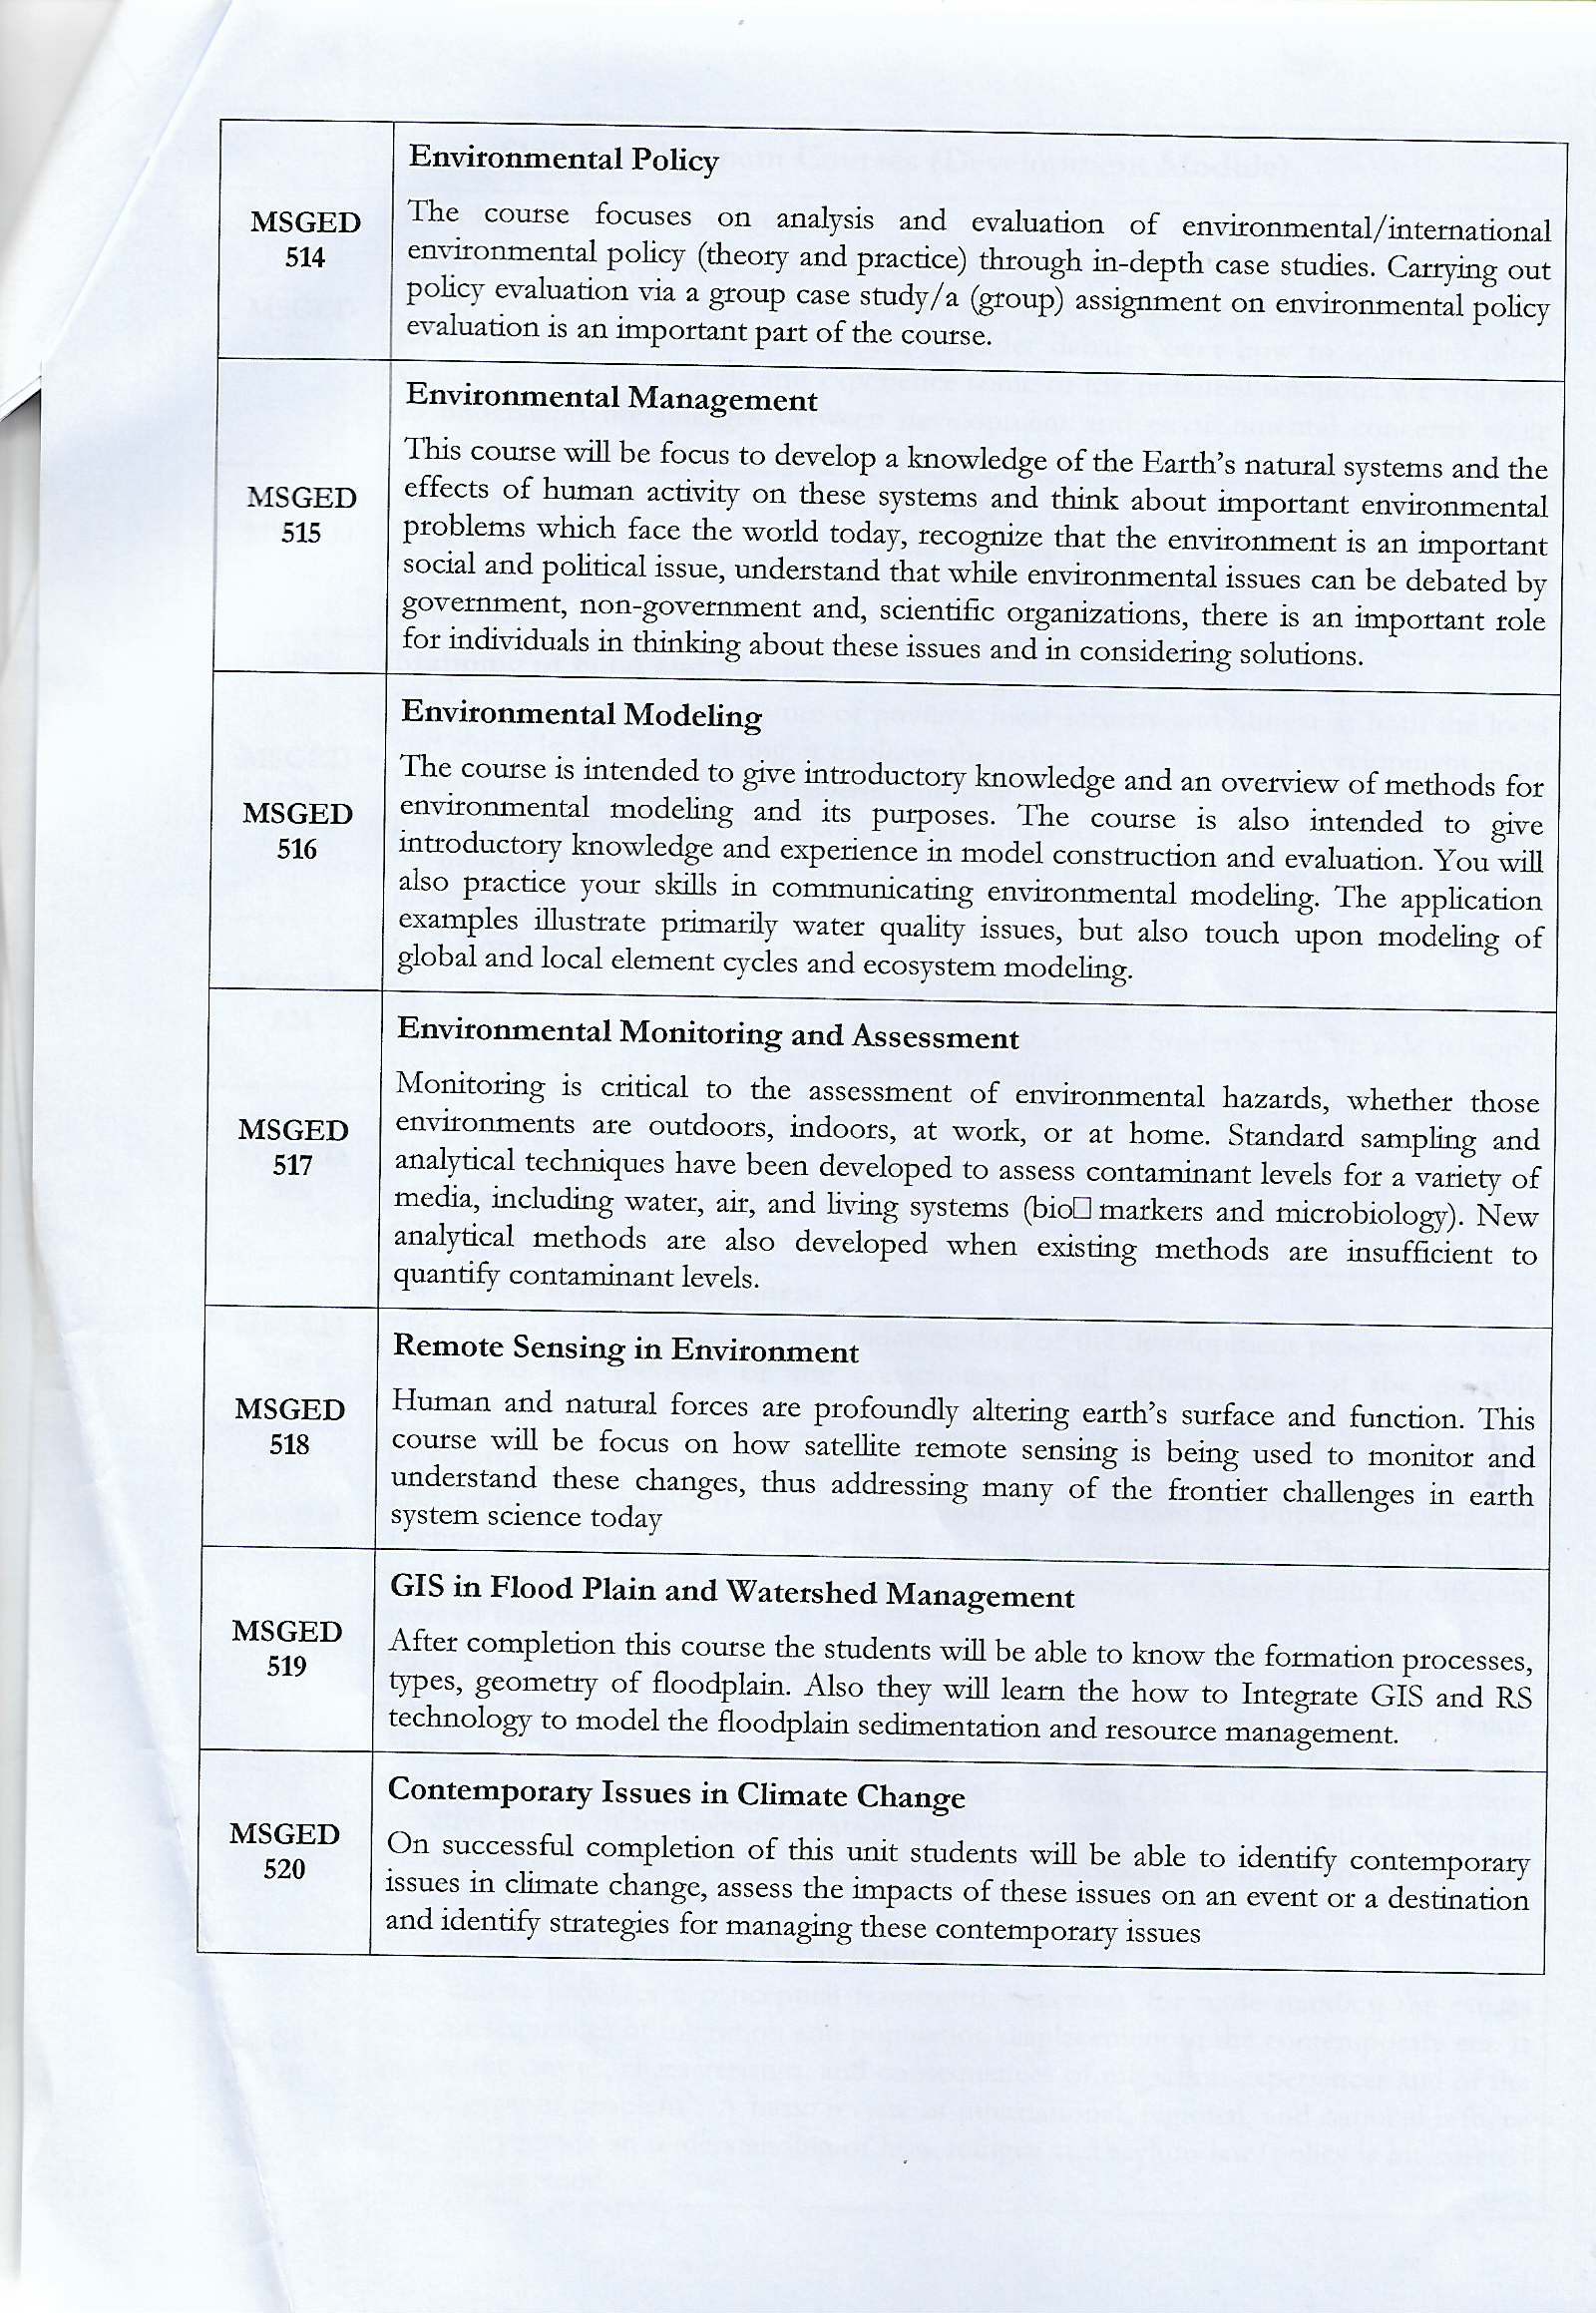 Environmental Policy
MSGED
514
The course focuses on analysis and evaluation of environmental/international
environmental policy (theory and practice) through in-depth case studies. Carrying out
policy evaluation via a group case study/a (group) assignment on environmental policy
evaluation is an important part of the course.
Environmental Management
MSGED
515
This course will be focus to develop a knowledge of the Earth's natural systems and the
effects of human activity on these systems and think about important environmental
problems which face the world today, recognize that the environment is an important
social and political issue, understand that while environmental issues can be debated by
government, non-government and, scientific organizations, there is an important role
for individuals in thinking about these issues and in considering solutions.
Environmental Modeling
MSGED
516
The course is intended to give introductory knowledge and an overview of methods for
environmental modeling and its purposes. The course is also intended to give
introductory knowledge and experience in model construction and evaluation. You will
also practice your skills in communicating environmental modeling. The application
examples illustrate primarily water quality issues, but also touch upon modeling of
global and local element cycles and ecosystem modeling.
Environmental Monitoring and Assessment
MSGED
517
Monitoring is critical to the assessment of environmental hazards, whether those
environments are outdoors, indoors, at work, or at home. Standard sampling and
analytical techniques have been developed to assess contaminant levels for a variety of
media, including water, air, and living systems (bio□ markers and microbiology). New
analytical methods are also developed when existing methods are insufficient to
quantify contaminant levels.
Remote Sensing in Environment
MSGED
518
Human and natural forces are profoundly altering earth's surface and function. This
course will be focus on how satellite remote sensing is being used to monitor and
understand these changes, thus addressing many of the frontier challenges in earth
system science today
GIS in Flood Plain and Watershed Management
MSGED
519
After completion this course the students will be able to know the formation processes,
types, geometry of floodplain. Also they will learn the how to Integrate GIS and RS
technology to model the floodplain sedimentation and resource management.
Contemporary Issues in Climate Change
MSGED
520
On successful completion of this unit students will be able to identify contemporary
issues in climate change, assess the impacts of these issues on an event or a destination
and identify strategies for managing these contemporary issues